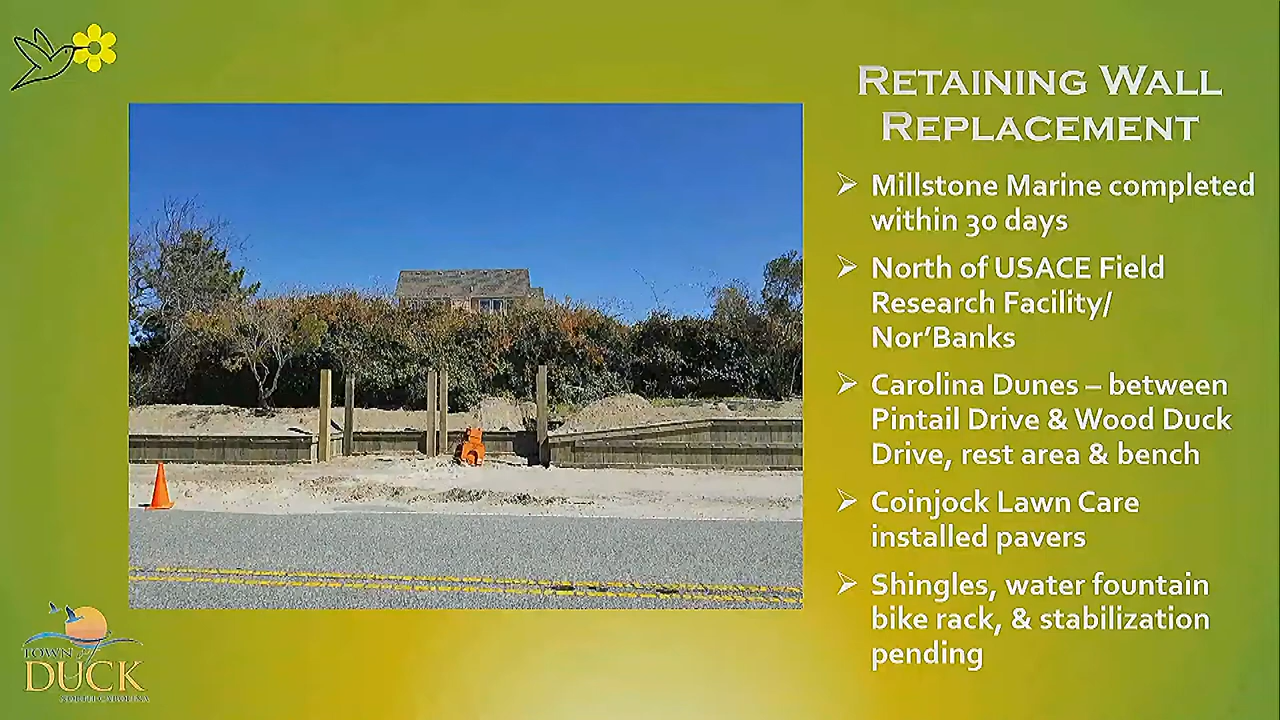 Retaining Wall
Replacement
Millstone Marine completed
within 30 days
North of USACE Field
Research Facility/
Nor'Banks
Carolina Dunes – between
Pintail Drive & Wood Duck
Drive, rest area & bench
Coinjock Lawn Care
installed pavers
Shingles, water fountain
bike rack, & stabilization
pending
TOWN of
DUCK
NORTH CAROLINA